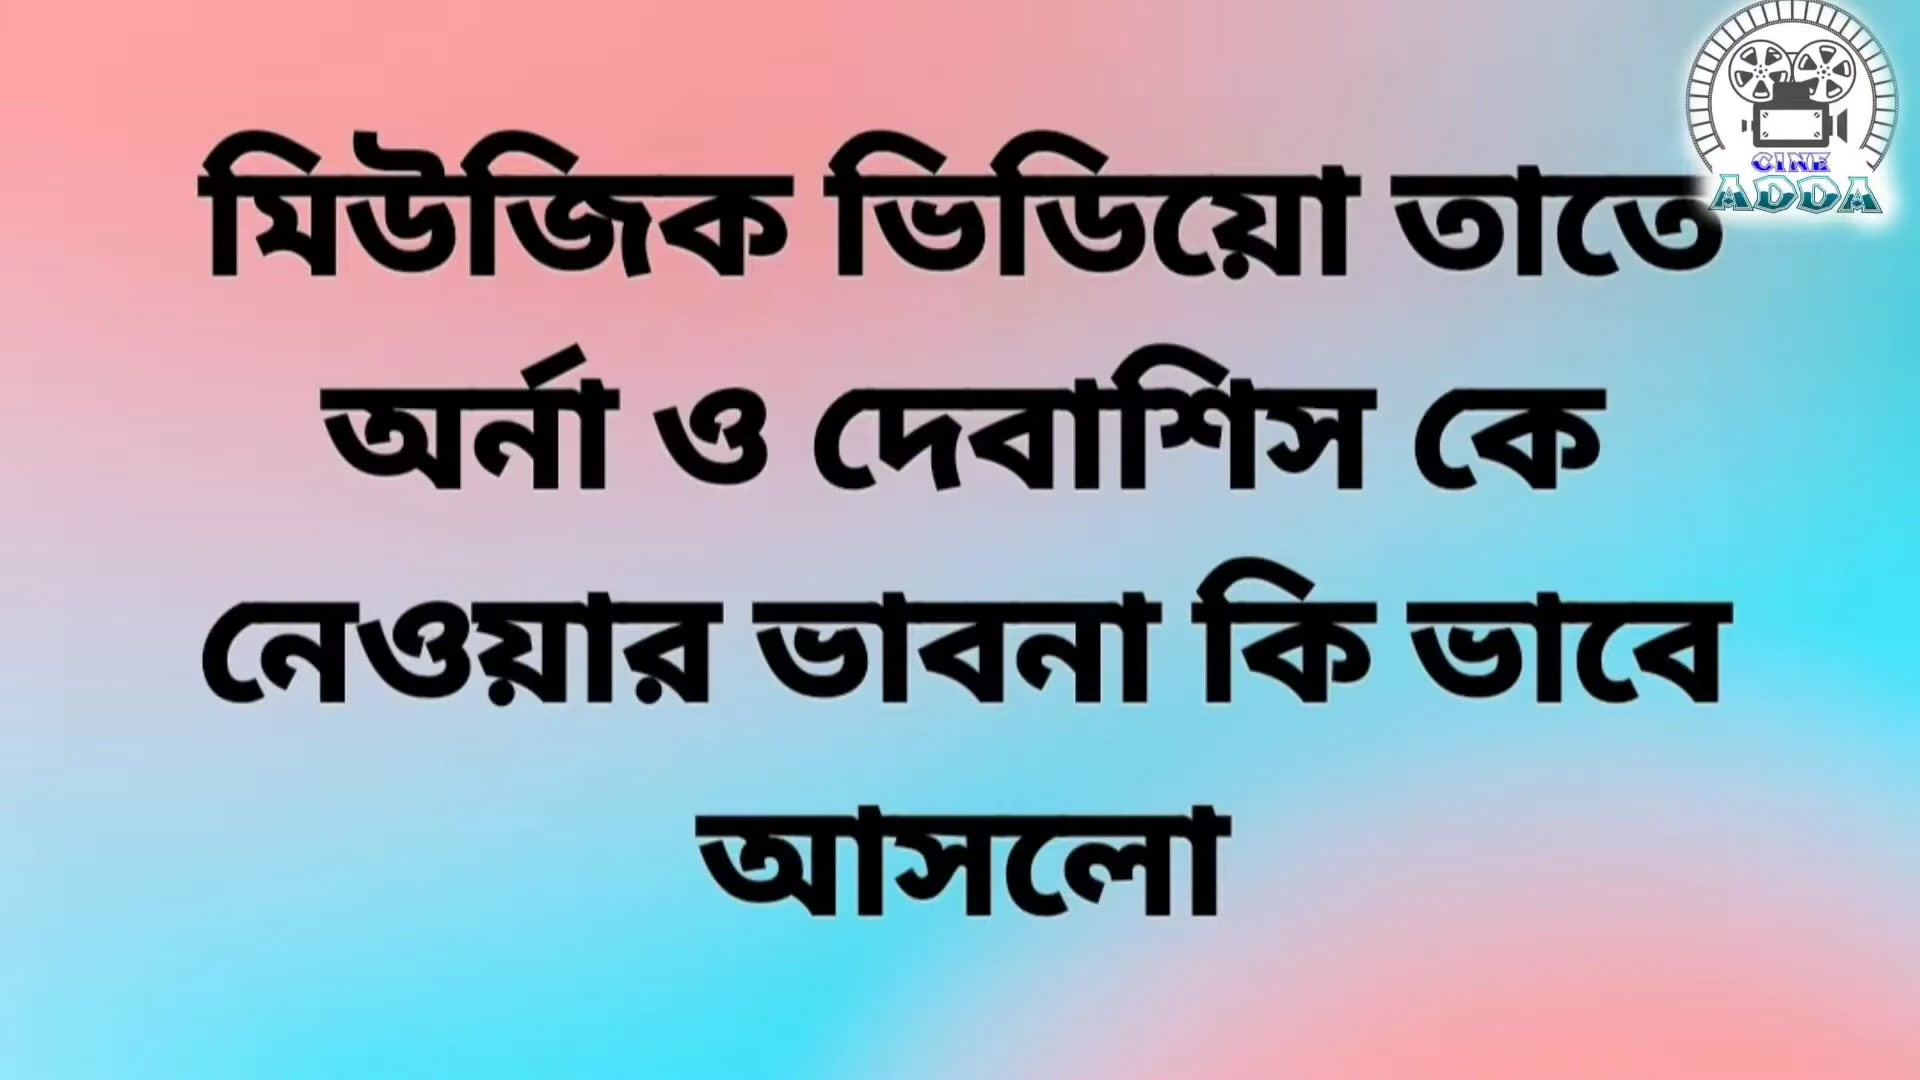 মিউজিক ভিডিয়ো তাতে
অর্না ও দেবাশিস কে
নেওয়ার ভাবনা কি ভাবে
আসলো
CINE
ADDA